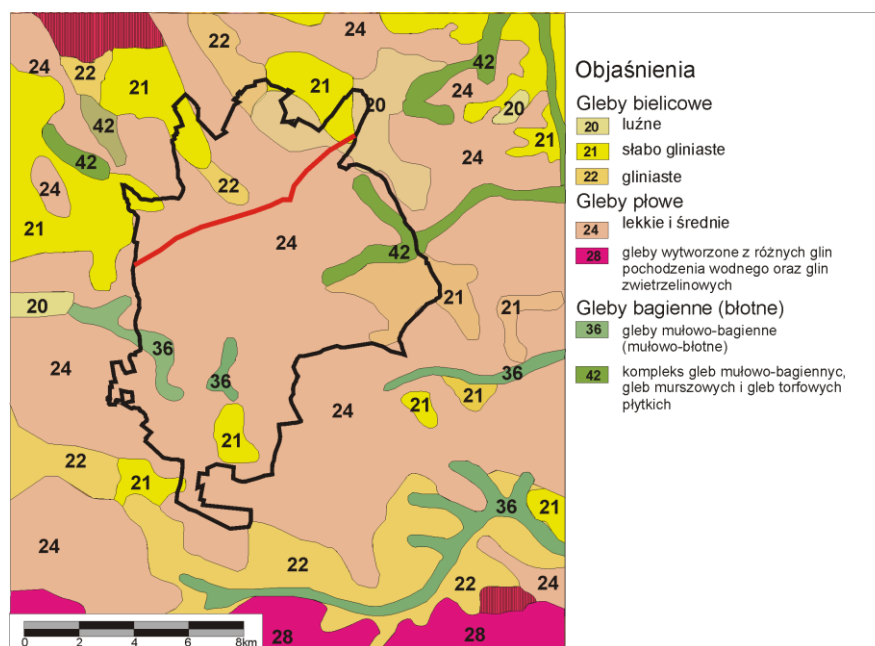 24
22
24
42
22
21
21
20
24
20
42
21
42
24
24
22
21
24
42
21
21
20
36
24
36
36
24
21
21
21
22
21
36
21
24
22
22
24
28
28
0 2 4 6 8km
Objaśnienia
Gleby bielicowe
20 luźne
21 słabo gliniaste
22 gliniaste
Gleby płowe
24 lekkie i średnie
28 gleby wytworzone z różnych glin
pochodzenia wodnego oraz glin
zwietrzelinowych
Gleby bagienne (błotne)
36 gleby mułowo-bagienne
(mułowo-błotne)
42 kompleks gleb mułowo-bagiennyc,
gleb murszowych i gleb torfowych
płytkich